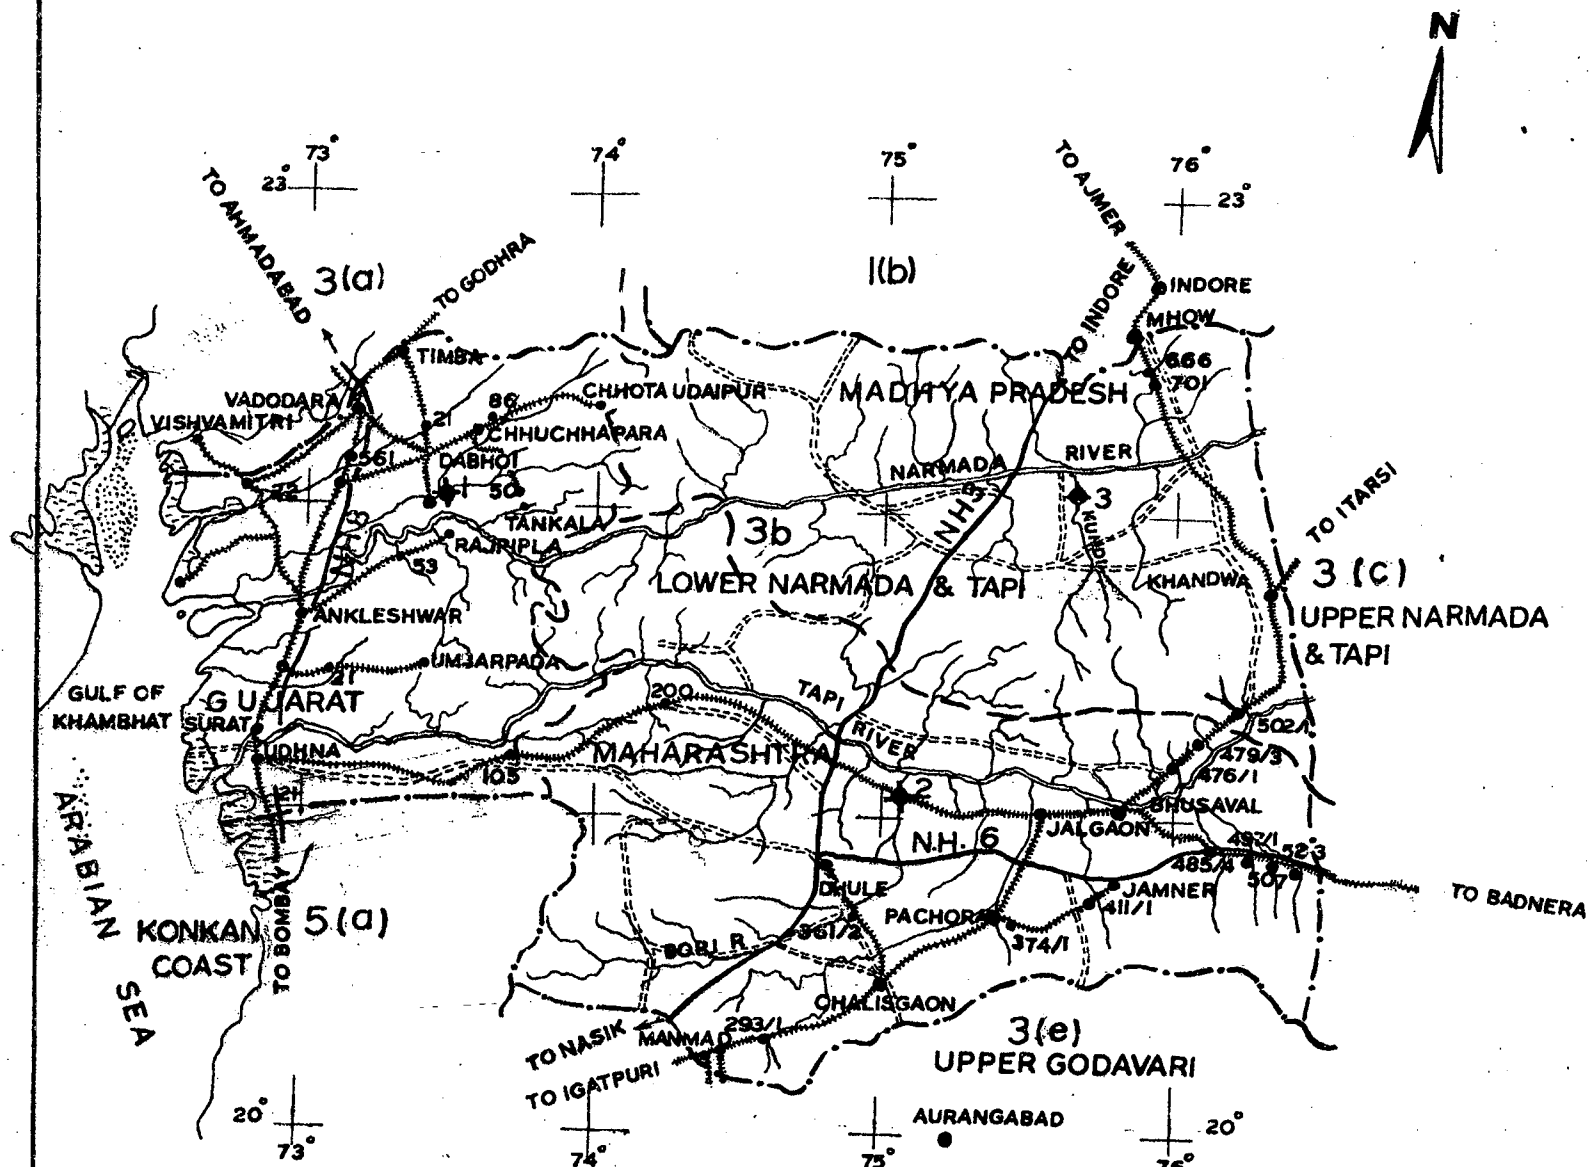 N
73°
74°
75°
76°
23°
23°
TO AHMADABAD
TO GODHRA
TO AJMER
TO INDORE
3(a)
1(b)
INDORE
MHOW
TIMBA
666
701
VADODARA
VISHVAMITRI
CHHOTA UDAIPUR
86
21
CHHUCHHAPARA
MADHYA PRADESH
561
DABHOI
1
50
NARMADA
RIVER
3
TO ITARSI
TANKALA
RAJPIPLA
53
3b
LOWER NARMADA & TAPI
KUNDI
KHANDWA
3 (c)
UPPER NARMADA
& TAPI
ANKLESHWAR
UMJARPADA
21
GULF OF
KHAMBHAT
GUJARAT
SURAT
UDHNA
200
TAPI
RIVER
MAHARASHTRA
105
502/1
479/3
476/1
2
BHUSAVAL
JALGAON
N.H. 6
485/4
507
523
DHULE
JAMNER
411/1
TO BADNERA
PACHORA
374/1
361/2
BORI R
ARABIAN
SEA
KONKAN
COAST
5(a)
TO BOMBAY
CHALISGAON
TO NASIK
MANMAD
293/1
TO IGATPURI
3(e)
UPPER GODAVARI
AURANGABAD
20°
20°
73°
74°
75°
76°